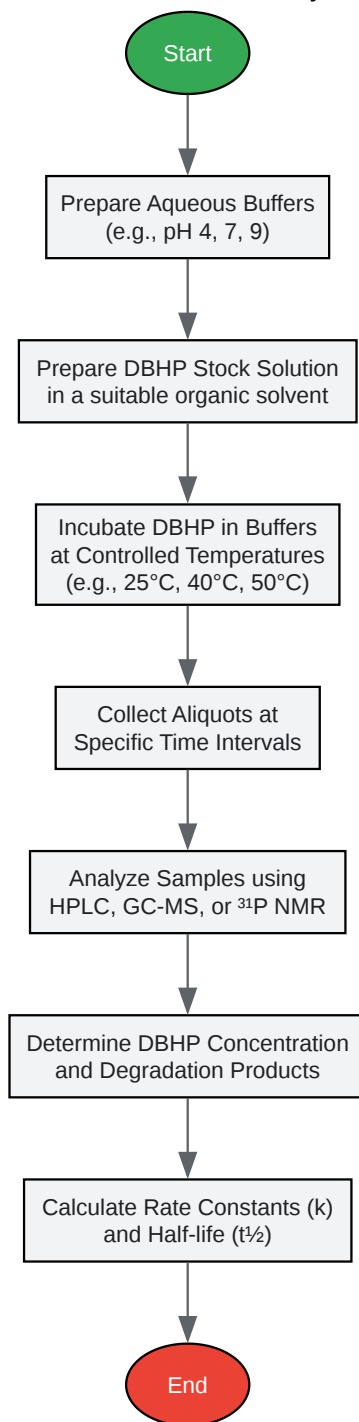 Start
Prepare Aqueous Buffers
(e.g., pH 4, 7, 9)
Prepare DBHP Stock Solution
in a suitable organic solvent
Incubate DBHP in Buffers
at Controlled Temperatures
(e.g., 25°C, 40°C, 50°C)
Collect Aliquots at
Specific Time Intervals
Analyze Samples using
HPLC, GC-MS, or ³¹P NMR
Determine DBHP Concentration
and Degradation Products
Calculate Rate Constants (k)
and Half-life (t½)
End